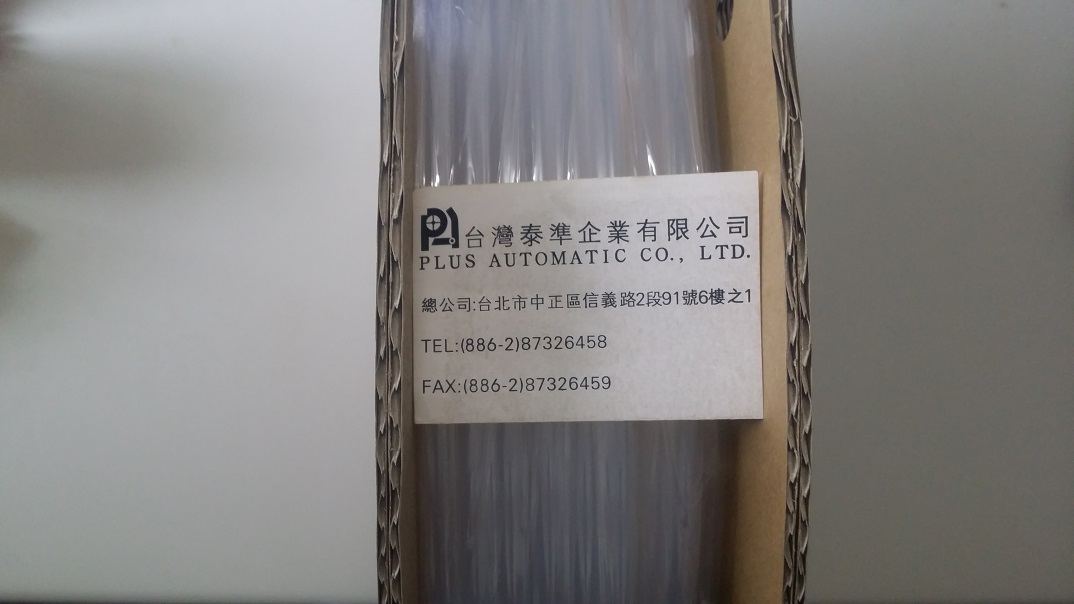 台灣泰準企業有限公司
PLUS AUTOMATIC CO., LTD.
總公司:台北市中正區信義路2段91號6樓之1
TEL:(886-2)87326458
FAX:(886-2)87326459